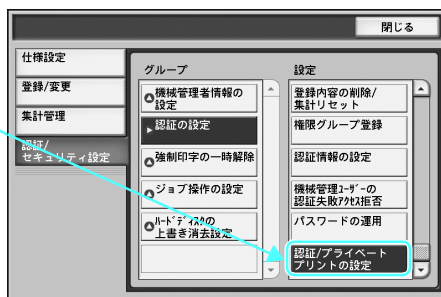 閉じる
仕様設定
登録/変更
集計管理
認証/
セキュリティ設定
グループ
機械管理者情報の
設定
認証の設定
強制印字の一時解除
ジョブ操作の設定
ハードディスクの
上書き消去設定
設定
登録内容の削除/
集計リセット
権限グループ登録
認証情報の設定
機械管理ユーザーの
認証失敗アクセス拒否
パスワードの運用
認証/プライベート
プリントの設定